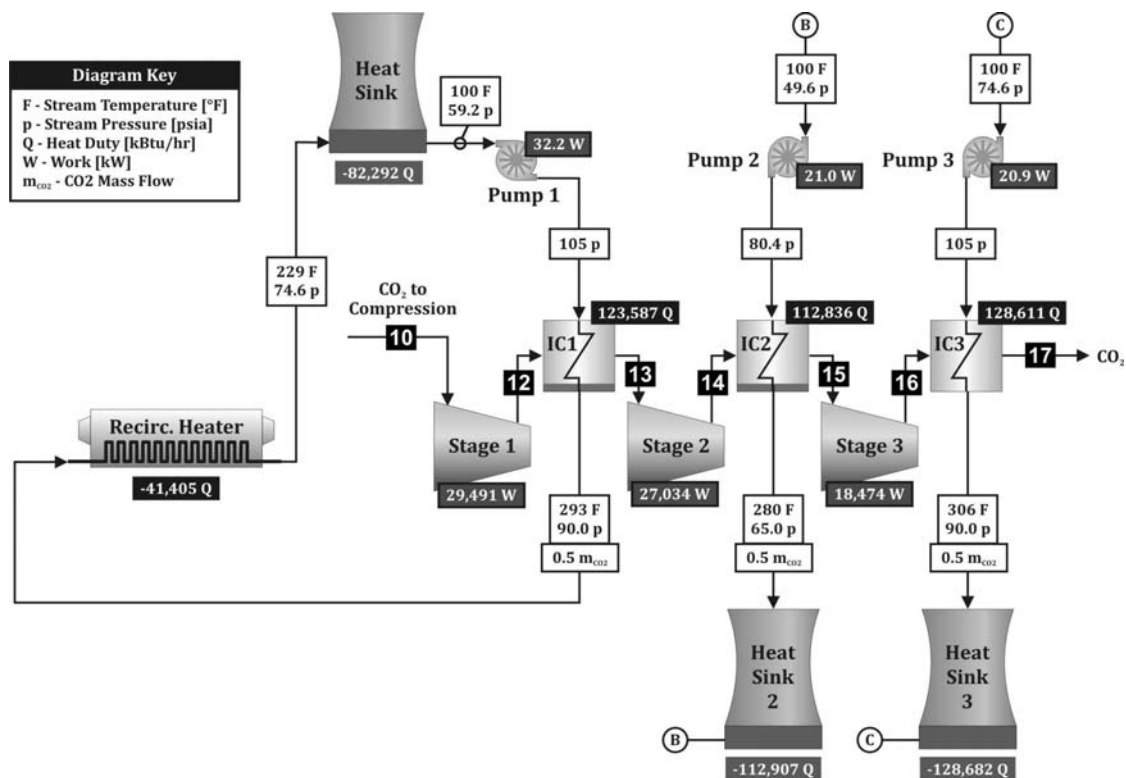 Diagram Key
F - Stream Temperature [°F]
p - Stream Pressure [psia]
Q - Heat Duty [kBtu/hr]
W - Work [kW]
mCO2 - CO2 Mass Flow
Heat
Sink
-82,292 Q
100 F
59.2 p
32.2 W
Pump 1
B
100 F
49.6 p
Pump 2
21.0 W
C
100 F
74.6 p
Pump 3
20.9 W
229 F
74.6 p
105 p
80.4 p
105 p
CO2 to
Compression
10
12
IC1
123,587 Q
13
14
IC2
112,836 Q
15
16
IC3
128,611 Q
17
CO2
Recirc. Heater
-41,405 Q
Stage 1
29,491 W
Stage 2
27,034 W
Stage 3
18,474 W
293 F
90.0 p
0.5 mCO2
280 F
65.0 p
0.5 mCO2
306 F
90.0 p
0.5 mCO2
Heat
Sink
2
B
-112,907 Q
Heat
Sink
3
C
-128,682 Q